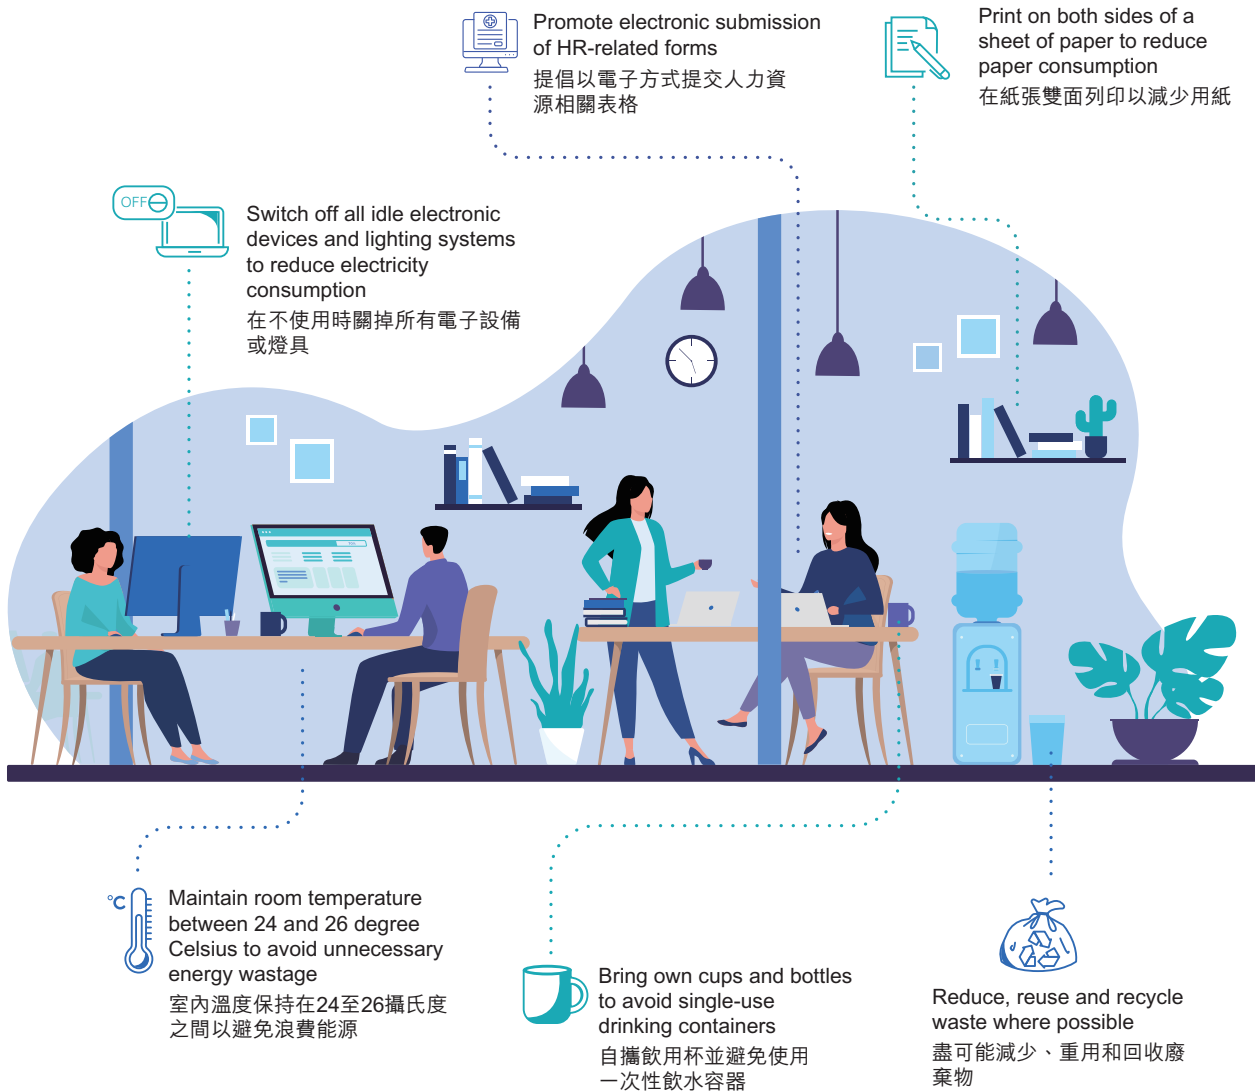 Promote electronic submission
of HR-related forms
提倡以電子方式提交人力資
源相關表格
Print on both sides of a
sheet of paper to reduce
paper consumption
在紙張雙面列印以減少用紙
OFF
Switch off all idle electronic
devices and lighting systems
to reduce electricity
consumption
在不使用時關掉所有電子設備
或燈具
°C
Maintain room temperature
between 24 and 26 degree
Celsius to avoid unnecessary
energy wastage
室內溫度保持在24至26攝氏度
之間以避免浪費能源
Bring own cups and bottles
to avoid single-use
drinking containers
自攜飲用杯並避免使用
一次性飲水容器
Reduce, reuse and recycle
waste where possible
盡可能減少、重用和回收廢
棄物